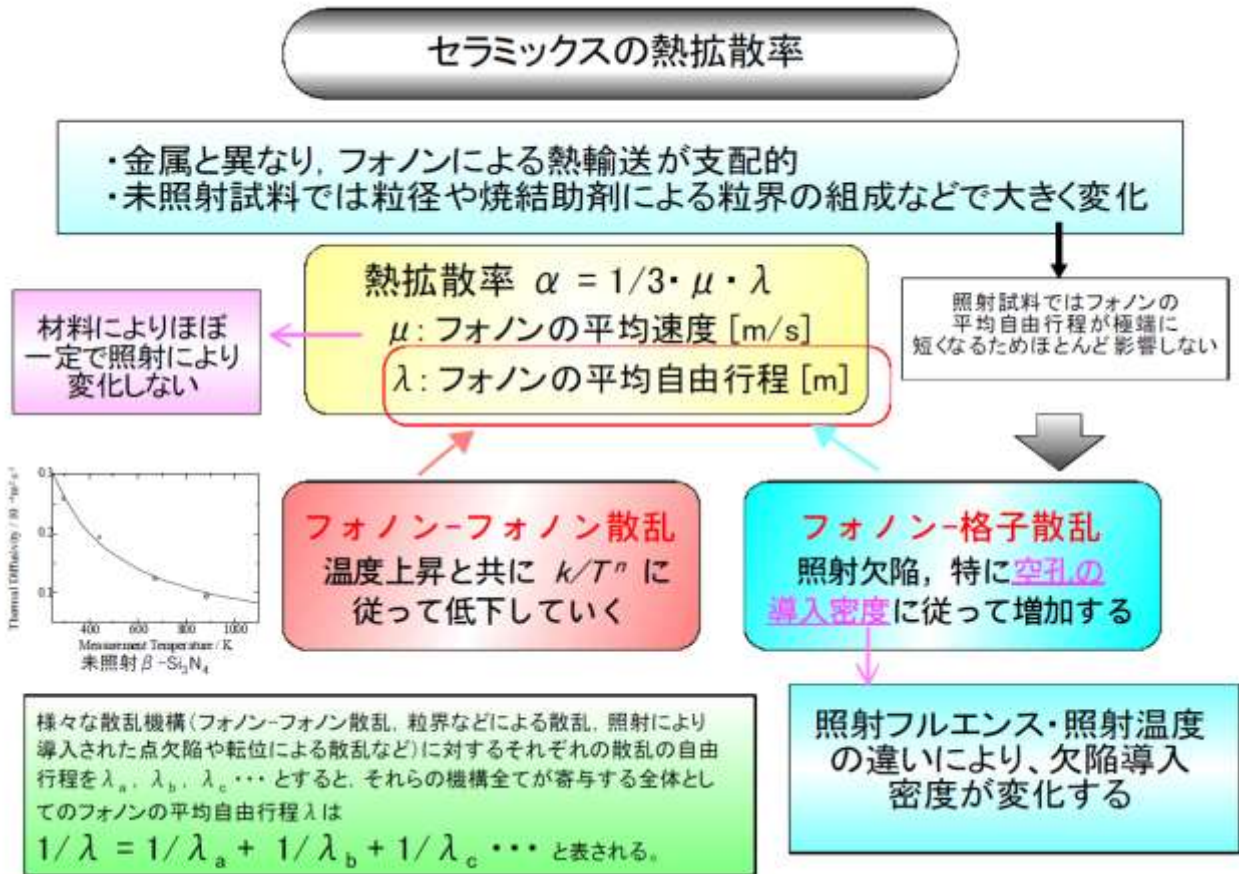 セラミックスの熱拡散率
・金属と異なり，フォノンによる熱輸送が支配的
・未照射試料では粒径や焼結助剤による粒界の組成などで大きく変化
熱拡散率 α = 1/3・μ・λ
μ：フォノンの平均速度[m/s]
λ：フォノンの平均自由行程[m]
材料によりほぼ
一定で照射により
変化しない
照射試料ではフォノンの
平均自由行程が極端に
短くなるためほとんど影響しない
フォノン-フォノン散乱
温度上昇と共に k/Tⁿ に
従って低下していく
フォノン-格子散乱
照射欠陥，特に空孔の
導入密度に従って増加する
0.3
0.2
0.1
400 600 800 1000
Measurement Temperature / K
未照射β-Si₃N₄
照射フルエンス・照射温度
の違いにより、欠陥導入
密度が変化する
様々な散乱機構（フォノン-フォノン散乱，粒界などによる散乱，照射により
導入された点欠陥や転位による散乱など）に対するそれぞれの散乱の自由
行程をλa，λb，λc ・・・ とすると，それらの機構全てが寄与する全体とし
てのフォノンの平均自由行程λは
1/λ = 1/λa + 1/λb + 1/λc ・・・ と表される。